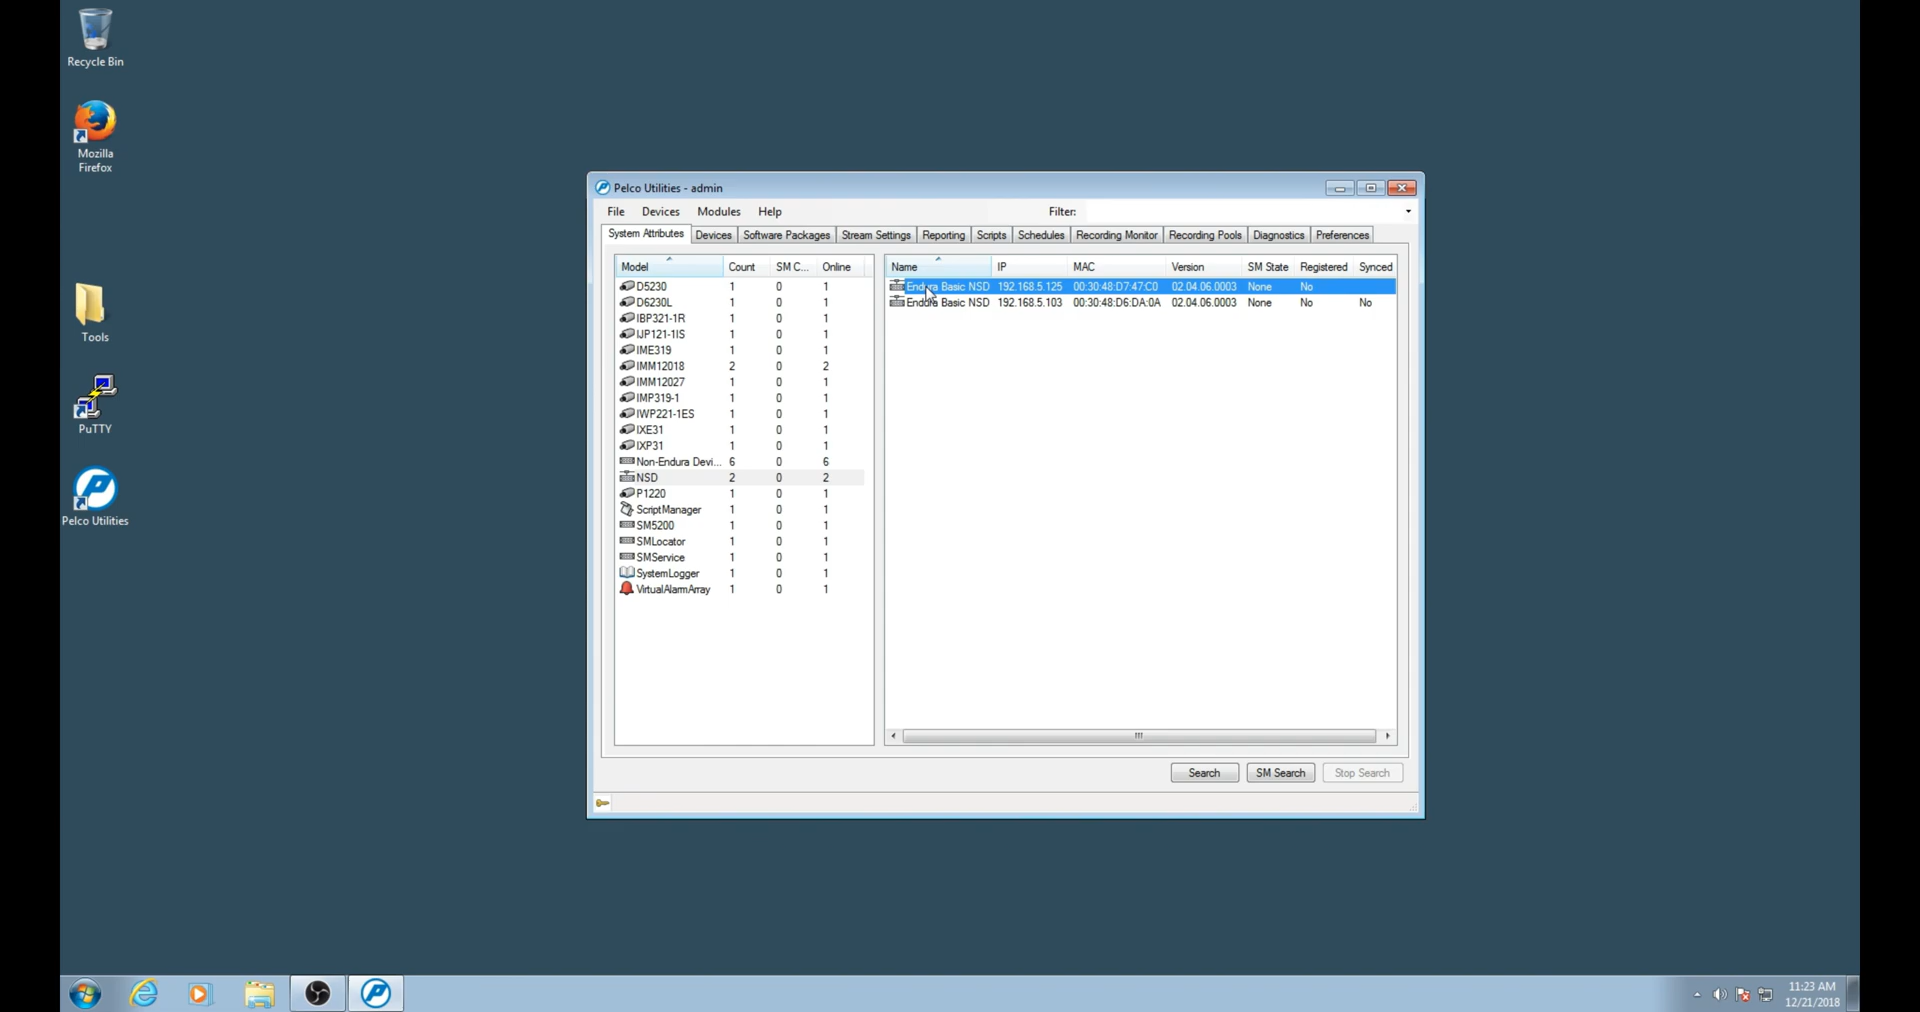 Recycle Bin
Mozilla
Firefox
Tools
PuTTY
Pelco Utilities
Pelco Utilities - admin
File Devices Modules Help Filter:
System Attributes Devices Software Packages Stream Settings Reporting Scripts Schedules Recording Monitor Recording Pools Diagnostics Preferences
Model Count SM C... Online
D5230 1 0 1
D6230L 1 0 1
IBP321-1R 1 0 1
IJP121-1IS 1 0 1
IME319 1 0 1
IMM12018 2 0 2
IMM12027 1 0 1
IMP319-1 1 0 1
IWP221-1ES 1 0 1
IXE31 1 0 1
IXP31 1 0 1
Non-Endura Devi... 6 0 6
NSD 2 0 2
P1220 1 0 1
ScriptManager 1 0 1
SM5200 1 0 1
SMLocator 1 0 1
SMService 1 0 1
SystemLogger 1 0 1
VirtualAlarmArray 1 0 1
Name IP MAC Version SM State Registered Synced
Endura Basic NSD 192.168.5.125 00:30:48:D7:47:C0 02.04.06.0003 None No
Endura Basic NSD 192.168.5.103 00:30:48:D6:DA:0A 02.04.06.0003 None No No
Search SM Search Stop Search
11:23 AM
12/21/2018